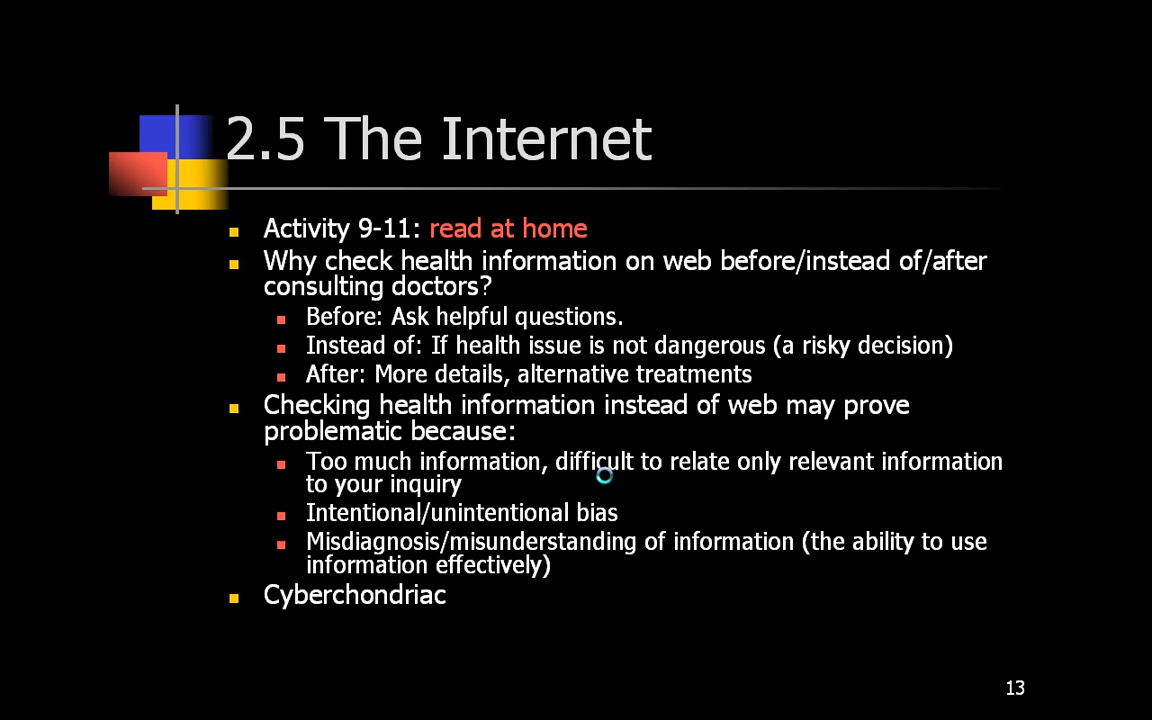 2.5 The Internet
Activity 9-11: read at home
Why check health information on web before/instead of/after
consulting doctors?
Before: Ask helpful questions.
Instead of: If health issue is not dangerous (a risky decision)
After: More details, alternative treatments
Checking health information instead of web may prove
problematic because:
Too much information, difficult to relate only relevant information
to your inquiry
Intentional/unintentional bias
Misdiagnosis/misunderstanding of information (the ability to use
information effectively)
Cyberchondriac
13